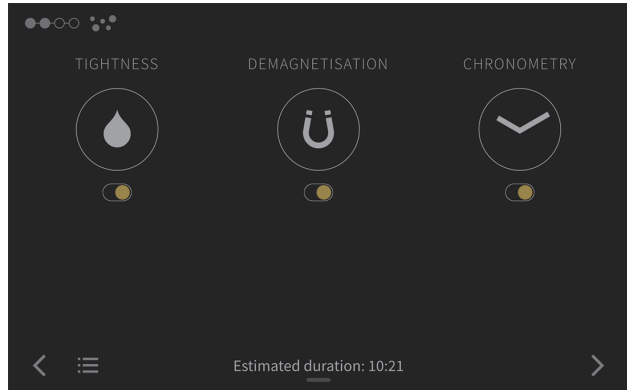 TIGHTNESS
DEMAGNETISATION
CHRONOMETRY
Estimated duration: 10:21